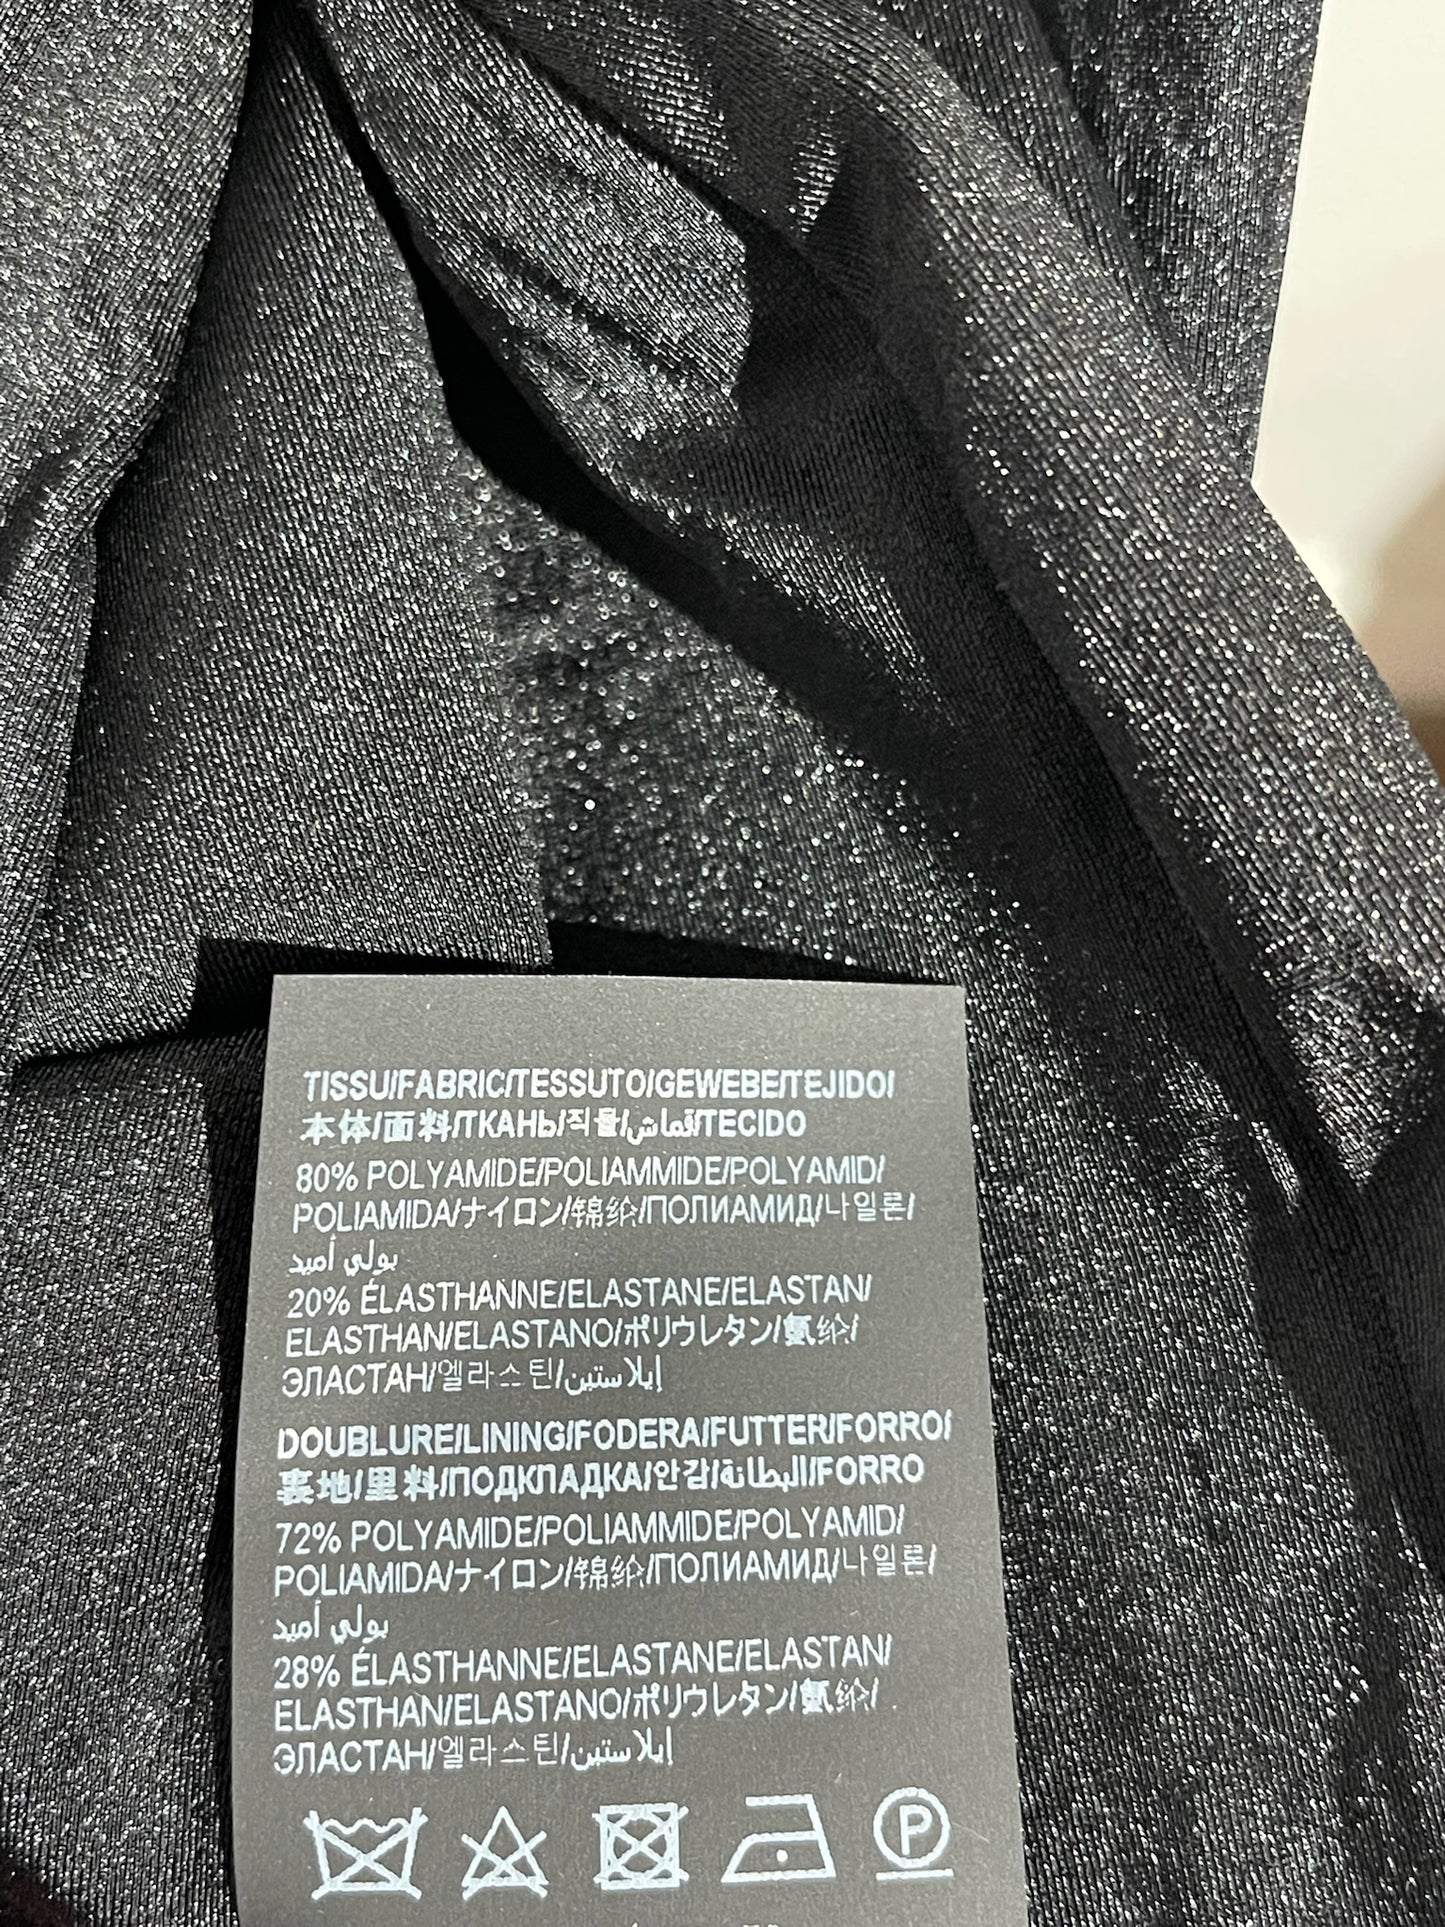 TISSU/FABRIC/TESSUTO/GEWEBE/TEJIDO/
本体/面料/ТКАНЬ/직물/قماش/TECIDO
80% POLYAMIDE/POLIAMMIDE/POLYAMID/
POLIAMIDA/ナイロン/锦纶/ПОЛИАМИД/나일론/
بولي أميد
20% ÉLASTHANNE/ELASTANE/ELASTAN/
ELASTHAN/ELASTANO/ポリウレタン/氨纶/
ЭЛАСТАН/엘라스틴/إيلاستين
DOUBLURE/LINING/FODERA/FUTTER/FORRO/
裏地/里料/ПОДКЛАДКА/안감/البطانة/FORRO
72% POLYAMIDE/POLIAMMIDE/POLYAMID/
POLIAMIDA/ナイロン/锦纶/ПОЛИАМИД/나일론/
بولي أميد
28% ÉLASTHANNE/ELASTANE/ELASTAN/
ELASTHAN/ELASTANO/ポリウレタン/氨纶/
ЭЛАСТАН/엘라스틴/إيلاستين
P